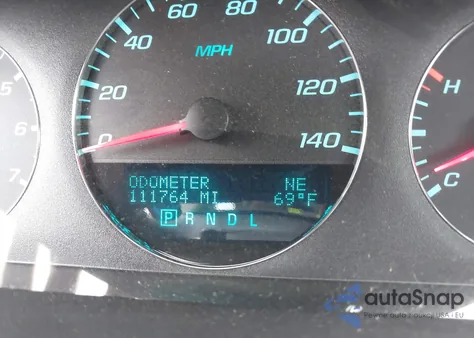 60 80
40 100
MPH
20 120
0 140
ODOMETER NE
111764 MI 69°F
P R N D L
5
6
7
H
C
autoSnap